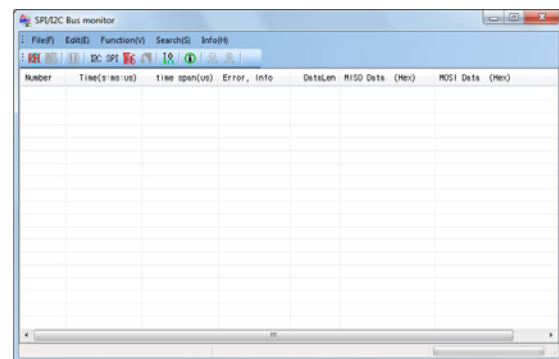 SPI/I2C Bus monitor
File(F) Edit(E) Function(V) Search(S) Info(H)
I2C SPI
Number Time(s:ms:us) time span(us) Error, Info DataLen MISO Data (Hex) MOSI Data (Hex)